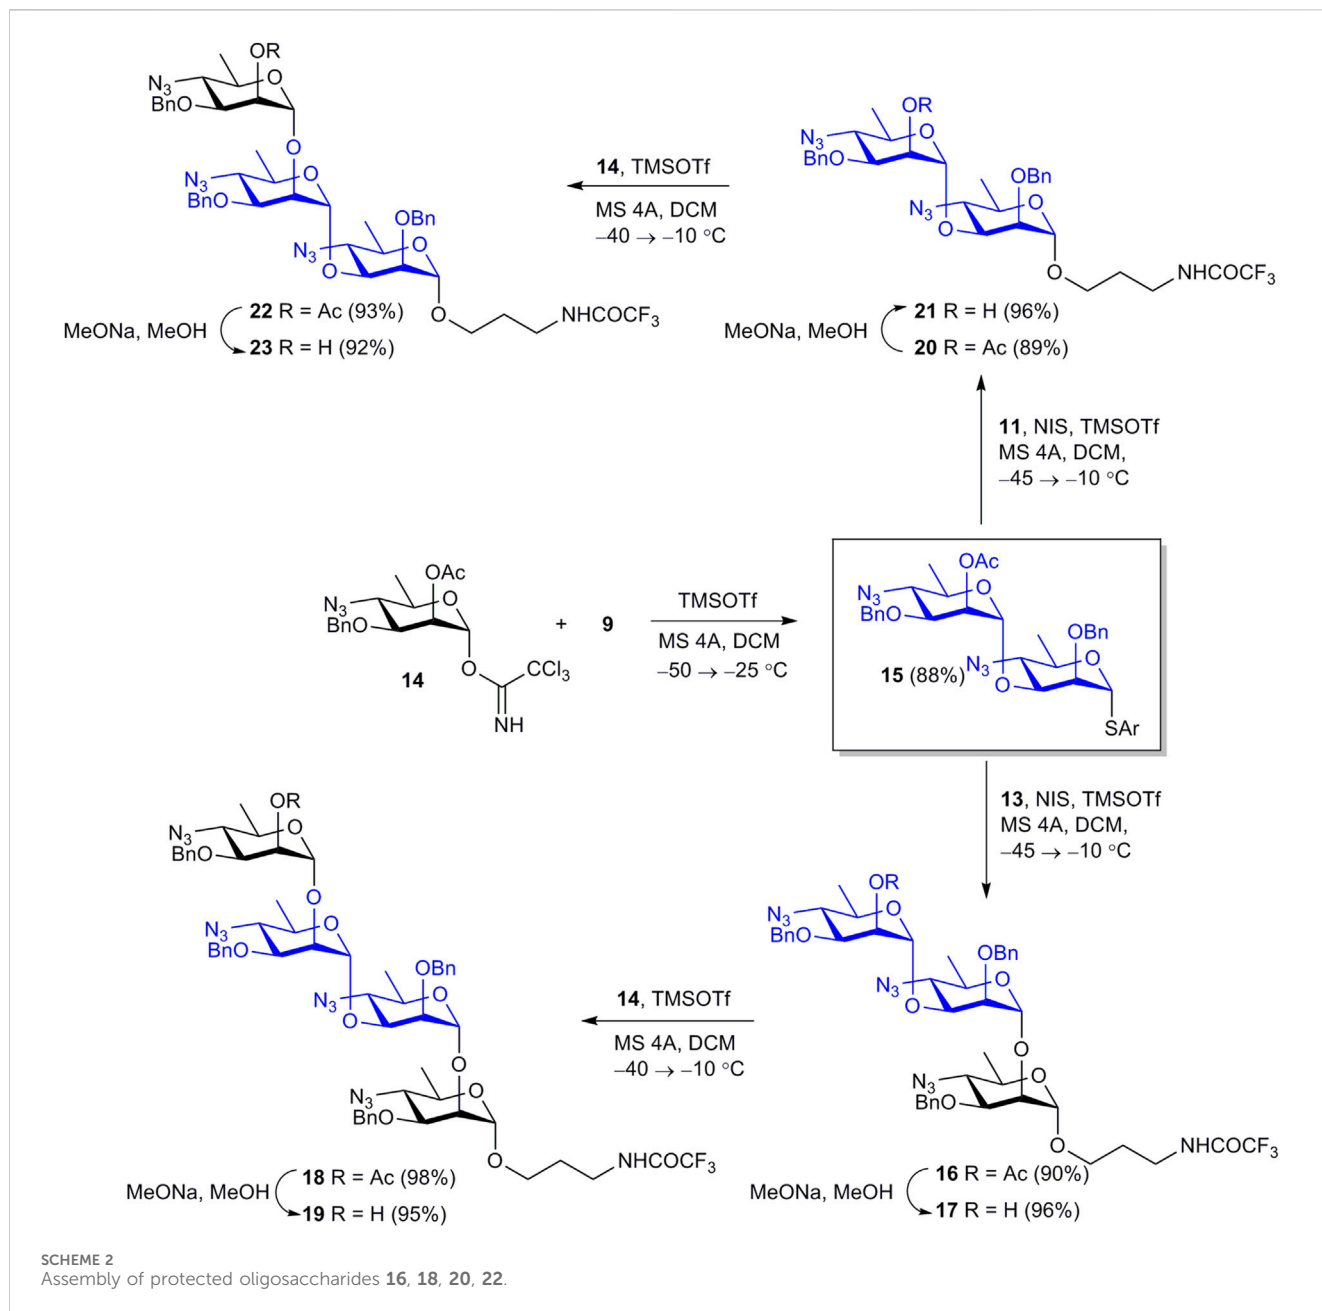 OR
N3
O
BnO
O
N3
O
BnO
OBn
N3
O
O
O
NHCOCF3
22 R = Ac (93%)
MeONa, MeOH
23 R = H (92%)
14, TMSOTf
MS 4A, DCM
–40 → –10 °C
OR
N3
O
BnO
OBn
N3
O
O
O
NHCOCF3
21 R = H (96%)
MeONa, MeOH
20 R = Ac (89%)
11, NIS, TMSOTf
MS 4A, DCM,
–45 → –10 °C
OAc
N3
O
BnO
O
CCl3
NH
14
+
9
TMSOTf
MS 4A, DCM
–50 → –25 °C
OAc
N3
O
BnO
OBn
N3
O
O
15 (88%)
SAr
13, NIS, TMSOTf
MS 4A, DCM,
–45 → –10 °C
OR
N3
O
BnO
O
N3
O
BnO
OBn
N3
O
O
O
N3
O
BnO
O
NHCOCF3
18 R = Ac (98%)
MeONa, MeOH
19 R = H (95%)
14, TMSOTf
MS 4A, DCM
–40 → –10 °C
OR
N3
O
BnO
OBn
N3
O
O
O
N3
O
BnO
O
NHCOCF3
16 R = Ac (90%)
MeONa, MeOH
17 R = H (96%)
SCHEME 2
Assembly of protected oligosaccharides 16, 18, 20, 22.